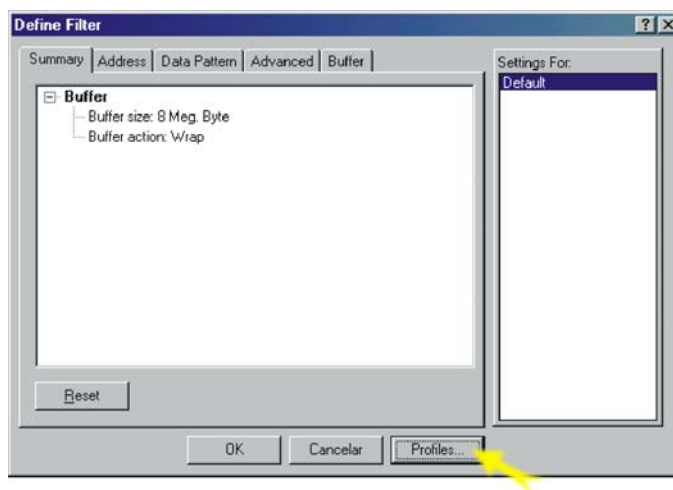 Define Filter
Summary Address Data Pattern Advanced Buffer
Buffer
Buffer size: 8 Meg. Byte
Buffer action: Wrap
Reset
Settings For:
Default
OK Cancelar Profiles...